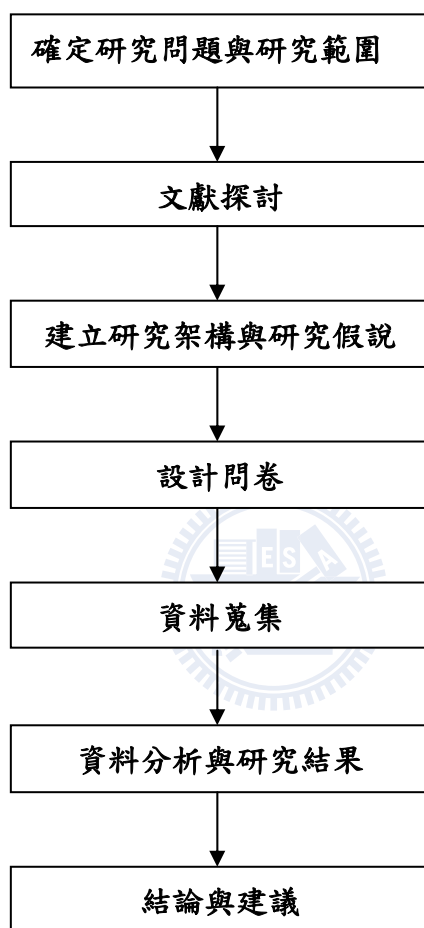 確定研究問題與研究範圍
文獻探討
建立研究架構與研究假說
設計問卷
ESA
資料蒐集
資料分析與研究結果
結論與建議